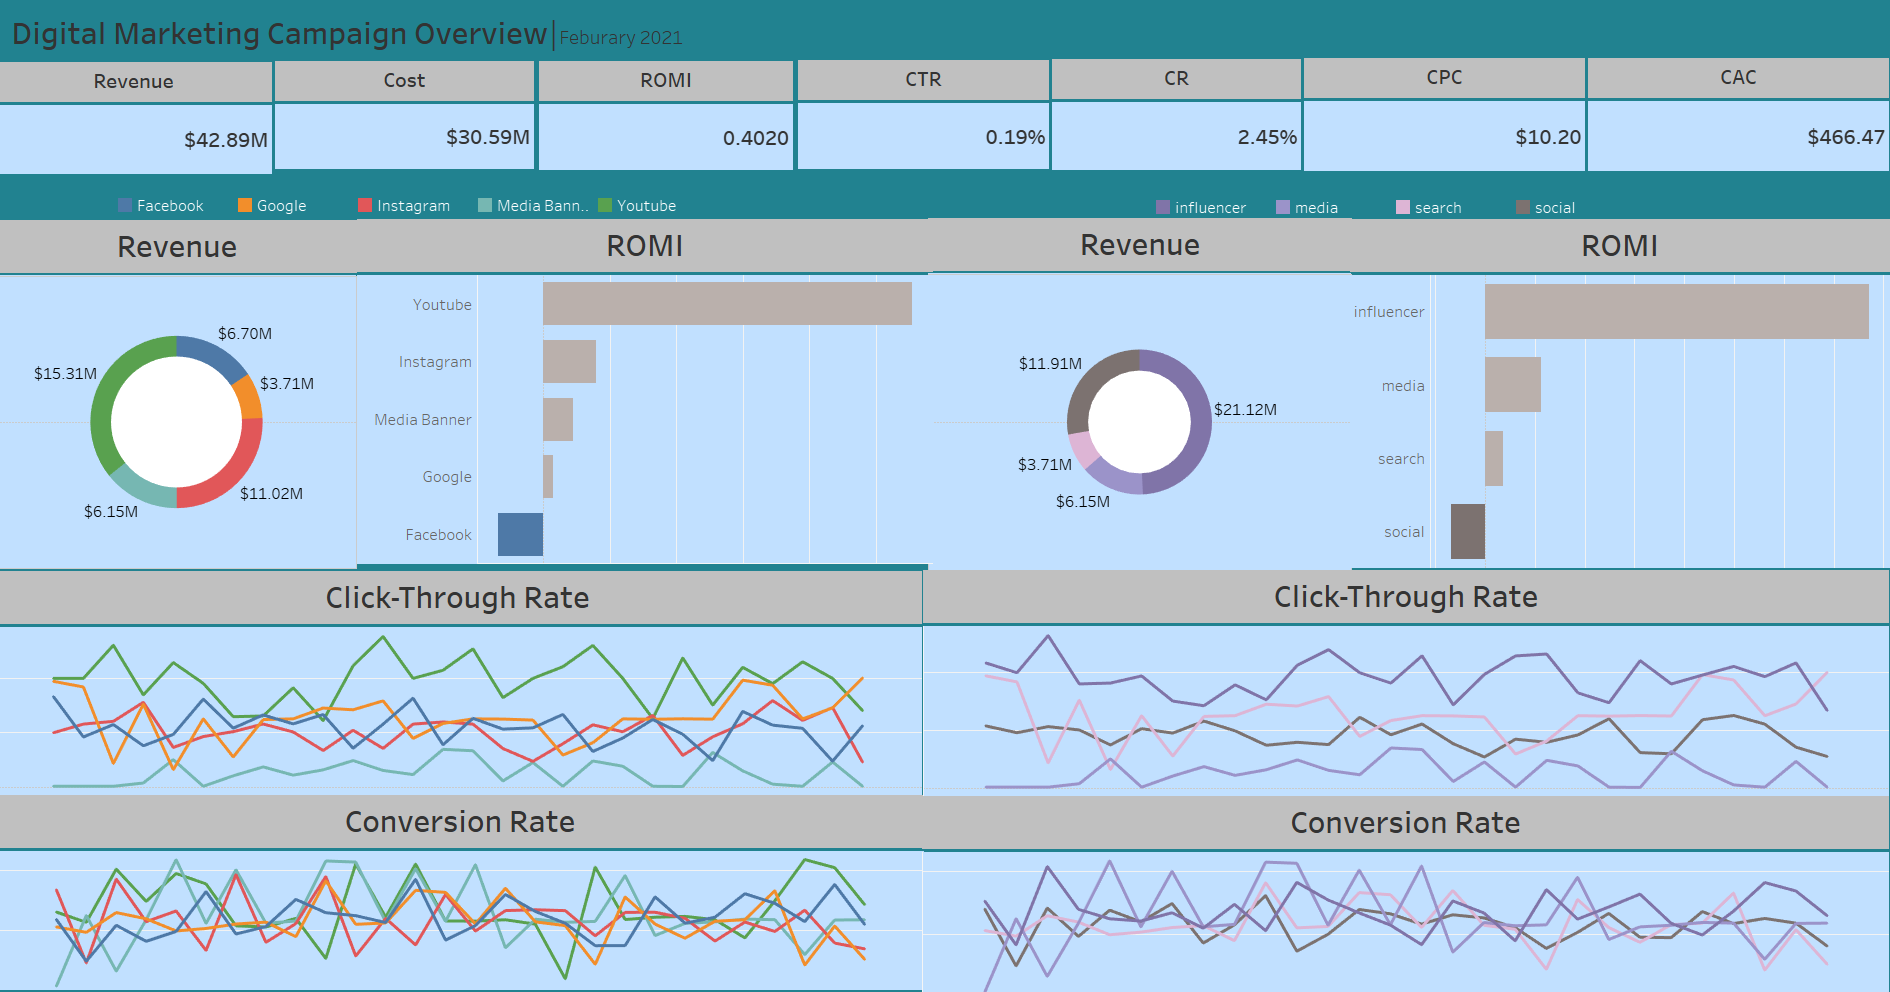 Digital Marketing Campaign Overview| Feburary 2021
Revenue Cost ROMI CTR CR CPC CAC
$42.89M $30.59M 0.4020 0.19% 2.45% $10.20 $466.47
Facebook Google Instagram Media Bann.. Youtube
influencer media search social
Revenue
$6.70M
$15.31M
$3.71M
$11.02M
$6.15M
ROMI
Youtube
Instagram
Media Banner
Google
Facebook
Revenue
$11.91M
$21.12M
$3.71M
$6.15M
ROMI
influencer
media
search
social
Click-Through Rate
Click-Through Rate
Conversion Rate
Conversion Rate